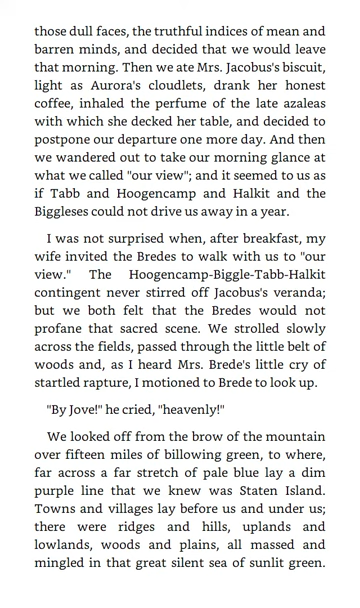 those dull faces, the truthful indices of mean and
barren minds, and decided that we would leave
that morning. Then we ate Mrs. Jacobus's biscuit,
light as Aurora's cloudlets, drank her honest
coffee, inhaled the perfume of the late azaleas
with which she decked her table, and decided to
postpone our departure one more day. And then
we wandered out to take our morning glance at
what we called "our view"; and it seemed to us as
if Tabb and Hoogencamp and Halkit and the
Biggleses could not drive us away in a year.
I was not surprised when, after breakfast, my
wife invited the Bredes to walk with us to "our
view." The Hoogencamp-Biggle-Tabb-Halkit
contingent never stirred off Jacobus's veranda;
but we both felt that the Bredes would not
profane that sacred scene. We strolled slowly
across the fields, passed through the little belt of
woods and, as I heard Mrs. Brede's little cry of
startled rapture, I motioned to Brede to look up.
"By Jove!" he cried, "heavenly!"
We looked off from the brow of the mountain
over fifteen miles of billowing green, to where,
far across a far stretch of pale blue lay a dim
purple line that we knew was Staten Island.
Towns and villages lay before us and under us;
there were ridges and hills, uplands and
lowlands, woods and plains, all massed and
mingled in that great silent sea of sunlit green.